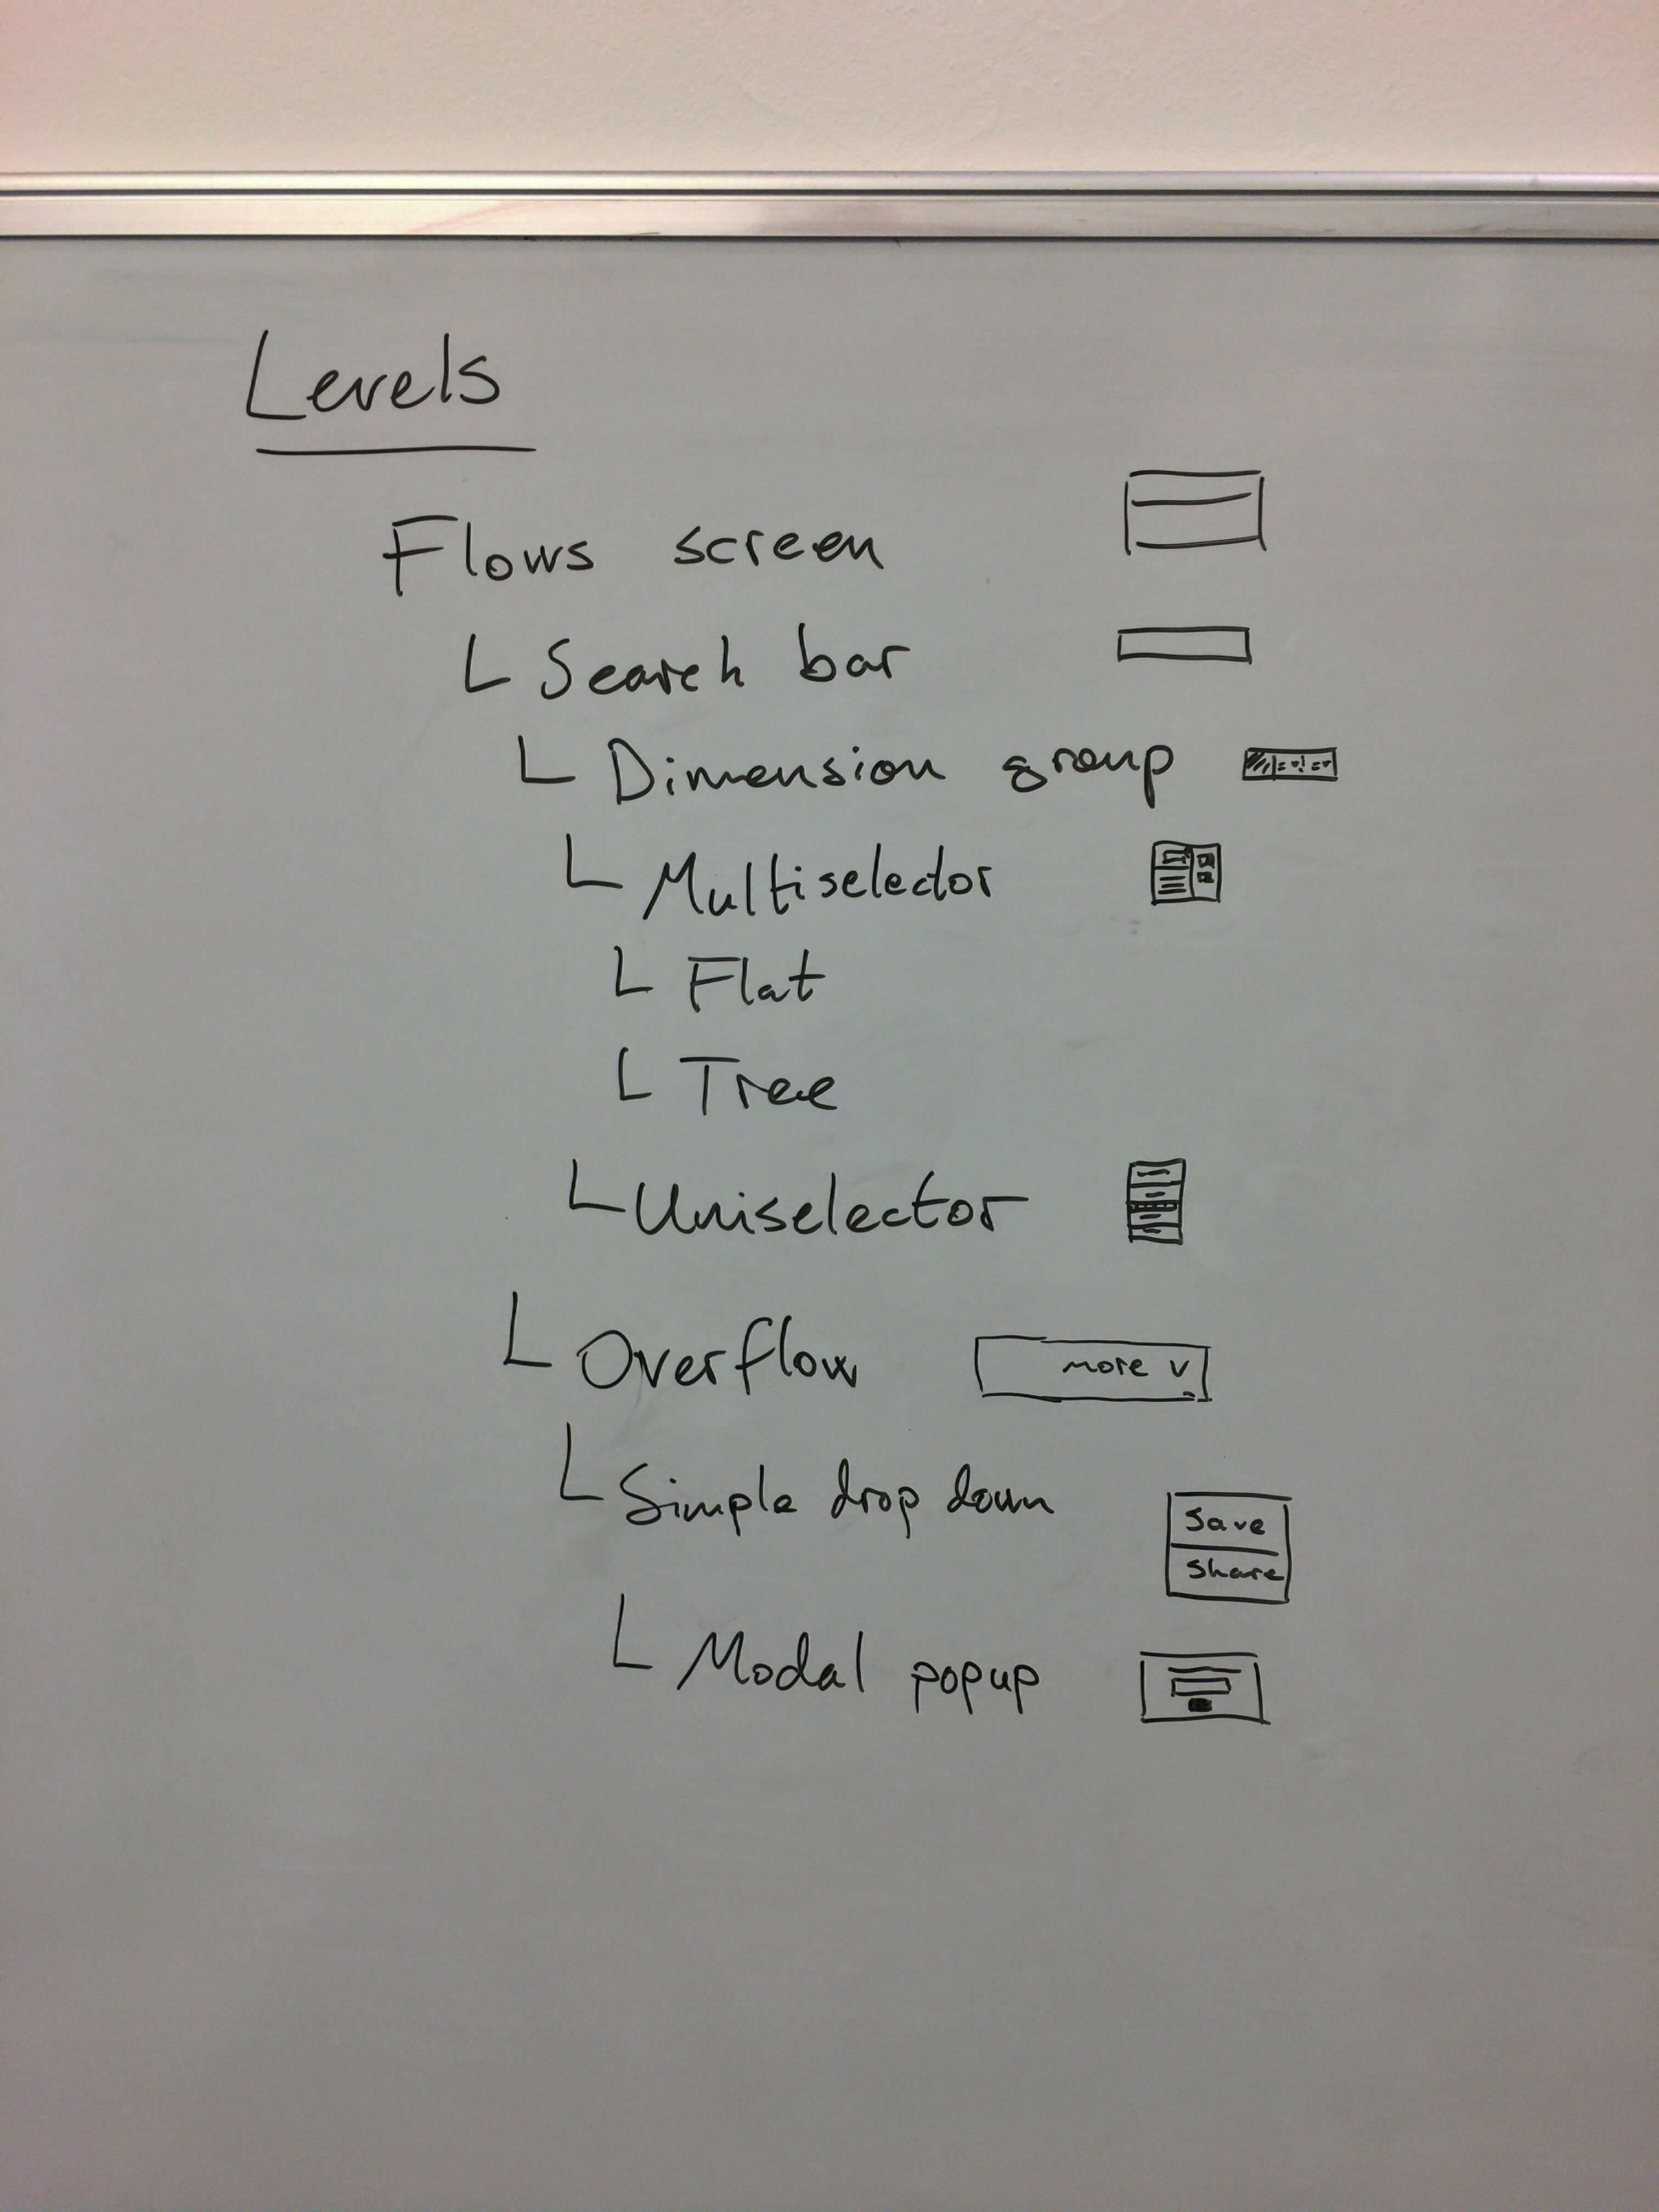 Levels
Flows screen
Search bar
Dimension group
Multiselector
Flat
Tree
Uniselector
Overflow
more v
Simple drop down
Save
Share
Modal popup